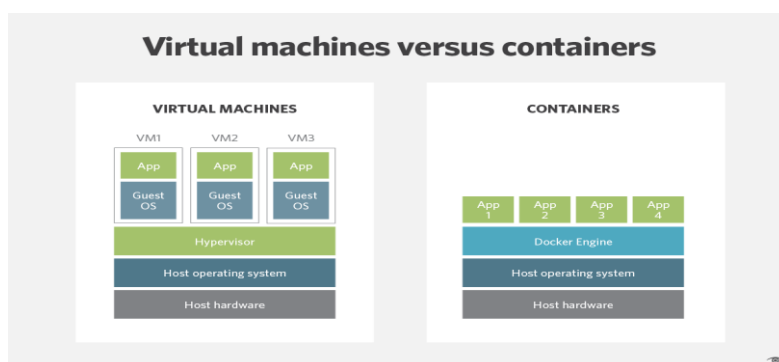 Virtual machines versus containers
VIRTUAL MACHINES
VM1 VM2 VM3
App App App
Guest Guest Guest
OS OS OS
Hypervisor
Host operating system
Host hardware
CONTAINERS
App App App App
1 2 3 4
Docker Engine
Host operating system
Host hardware